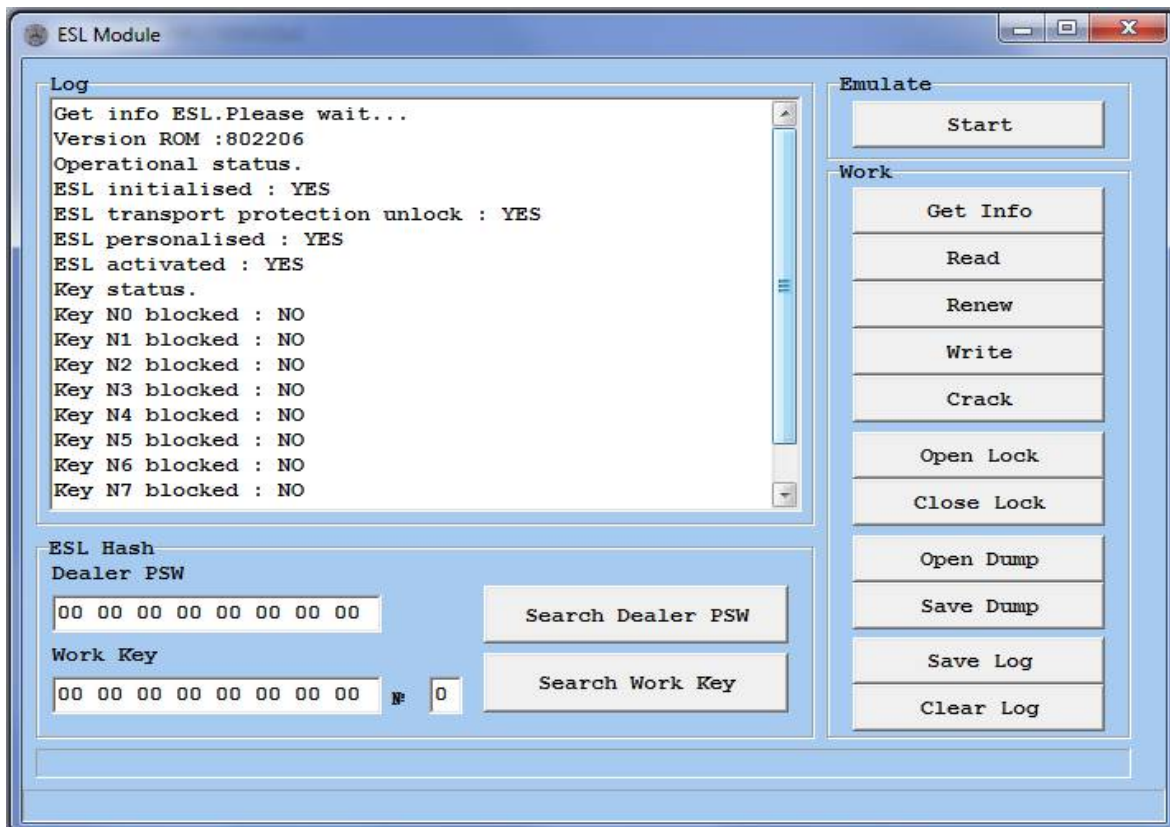 ESL Module
Log
Get info ESL.Please wait...
Version ROM :802206
Operational status.
ESL initialised : YES
ESL transport protection unlock : YES
ESL personalised : YES
ESL activated : YES
Key status.
Key N0 blocked : NO
Key N1 blocked : NO
Key N2 blocked : NO
Key N3 blocked : NO
Key N4 blocked : NO
Key N5 blocked : NO
Key N6 blocked : NO
Key N7 blocked : NO
ESL Hash
Dealer PSW
00 00 00 00 00 00 00 00
Search Dealer PSW
Work Key
00 00 00 00 00 00 00 00 № 0
Search Work Key
Emulate
Start
Work
Get Info
Read
Renew
Write
Crack
Open Lock
Close Lock
Open Dump
Save Dump
Save Log
Clear Log